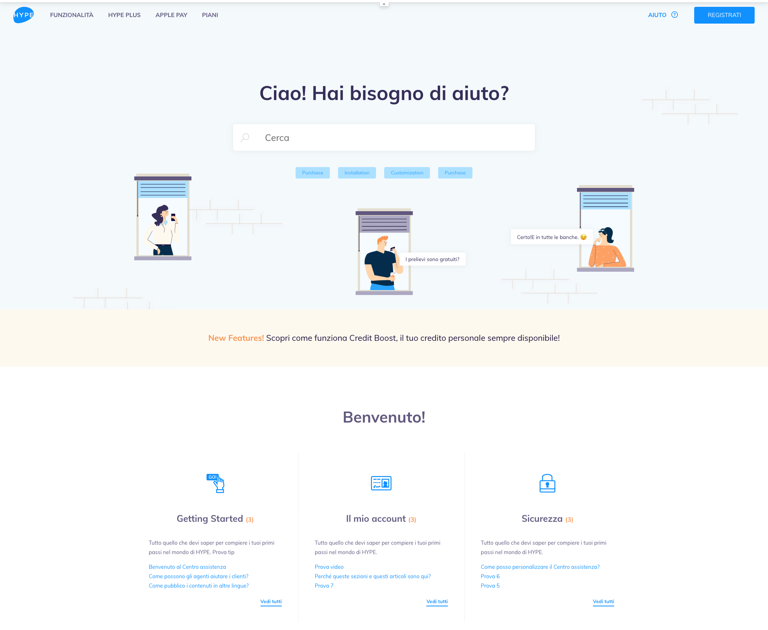 HYPE
FUNZIONALITÀ HYPE PLUS APPLE PAY PIANI
AIUTO ? REGISTRATI
Ciao! Hai bisogno di aiuto?
Cerca
Purchase Installation Customization Purchase
Certo!E in tutte le banche. 😉
I prelievi sono gratuiti?
New Features! Scopri come funziona Credit Boost, il tuo credito personale sempre disponibile!
Benvenuto!
Getting Started (3)
Tutto quello che devi saper per compiere i tuoi primi
passi nel mondo di HYPE. Prova tip
Benvenuto al Centro assistenza
Come possono gli agenti aiutare i clienti?
Come pubblico i contenuti in altre lingue?
Vedi tutti
Il mio account (3)
Tutto quello che devi saper per compiere i tuoi primi
passi nel mondo di HYPE.
Prova video
Perché queste sezioni e questi articoli sono qui?
Prova 7
Vedi tutti
Sicurezza (3)
Tutto quello che devi saper per compiere i tuoi primi
passi nel mondo di HYPE.
Come posso personalizzare il Centro assistenza?
Prova 6
Prova 5
Vedi tutti